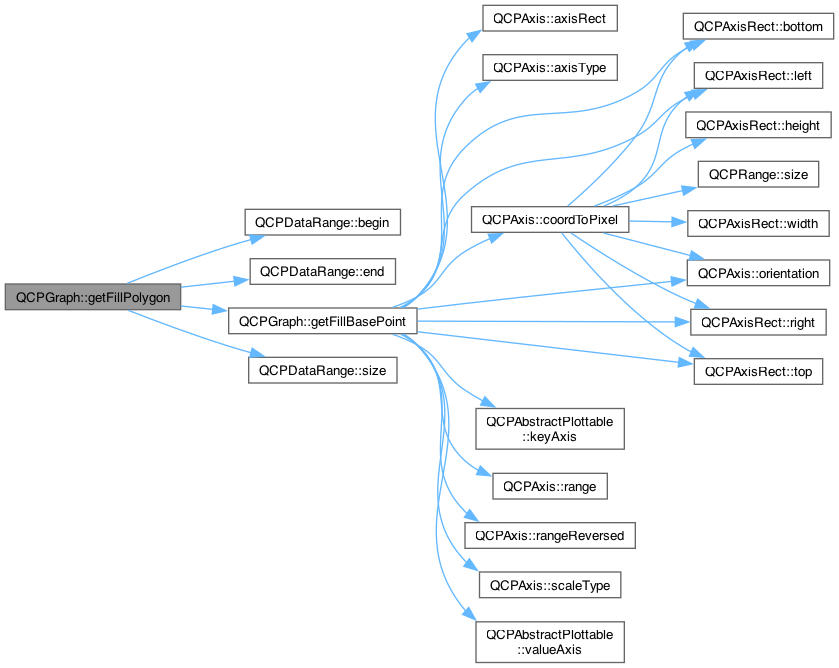 QCPGraph::getFillPolygon
QCPDataRange::begin
QCPDataRange::end
QCPGraph::getFillBasePoint
QCPDataRange::size
QCPAxis::axisRect
QCPAxis::axisType
QCPAxis::coordToPixel
QCPAbstractPlottable
::keyAxis
QCPAxis::range
QCPAxis::rangeReversed
QCPAxis::scaleType
QCPAbstractPlottable
::valueAxis
QCPAxisRect::bottom
QCPAxisRect::left
QCPAxisRect::height
QCPRange::size
QCPAxisRect::width
QCPAxis::orientation
QCPAxisRect::right
QCPAxisRect::top